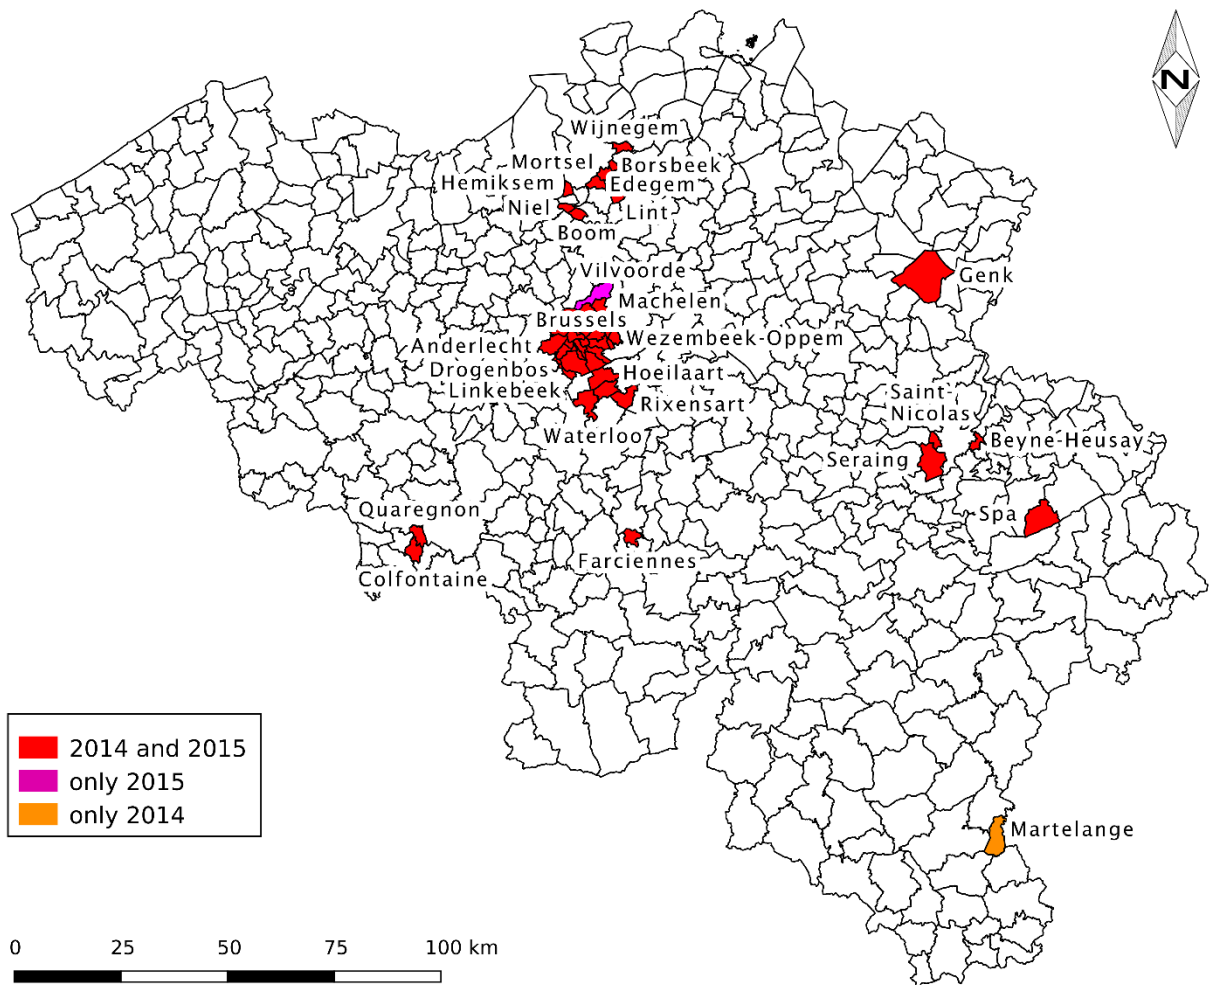 N
Wijnegem
Mortsel
Borsbeek
Hemiksem
Edegem
Niel
Lint
Boom
Vilvoorde
Genk
Machelen
Brussels
Anderlecht
Wezembeek-Oppem
Drogenbos
Hoeilaart
Linkebeek
Rixensart
Saint-
Nicolas
Waterloo
Beyne-Heusay
Seraing
Quaregnon
Spa
Farciennes
Colfontaine
2014 and 2015
only 2015
only 2014
Martelange
0 25 50 75 100 km